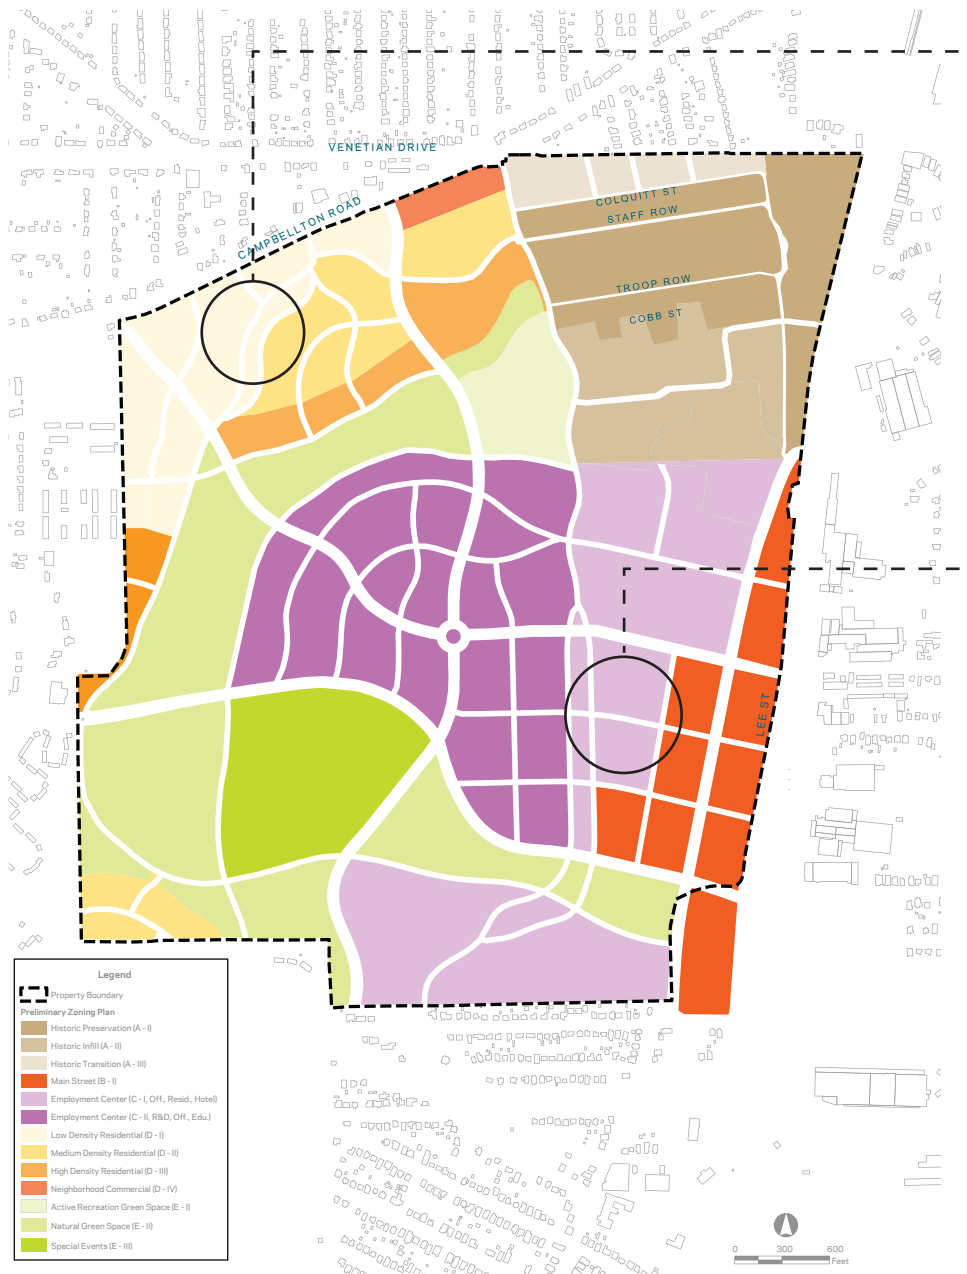 VENETIAN DRIVE
CAMPBELLTON ROAD
COLQUITT ST
STAFF ROW
TROOP ROW
COBB ST
LEE ST
Legend
Property Boundary
Preliminary Zoning Plan
Historic Preservation (A - I)
Historic Infill (A - II)
Historic Transition (A - III)
Main Street (B - I)
Employment Center (C - I, Off., Resid., Hotel)
Employment Center (C - II, R&D, Off., Edu.)
Low Density Residential (D - I)
Medium Density Residential (D - II)
High Density Residential (D - III)
Neighborhood Commercial (D - IV)
Active Recreation Green Space (E - I)
Natural Green Space (E - II)
Special Events (E - III)
0 300 600
Feet